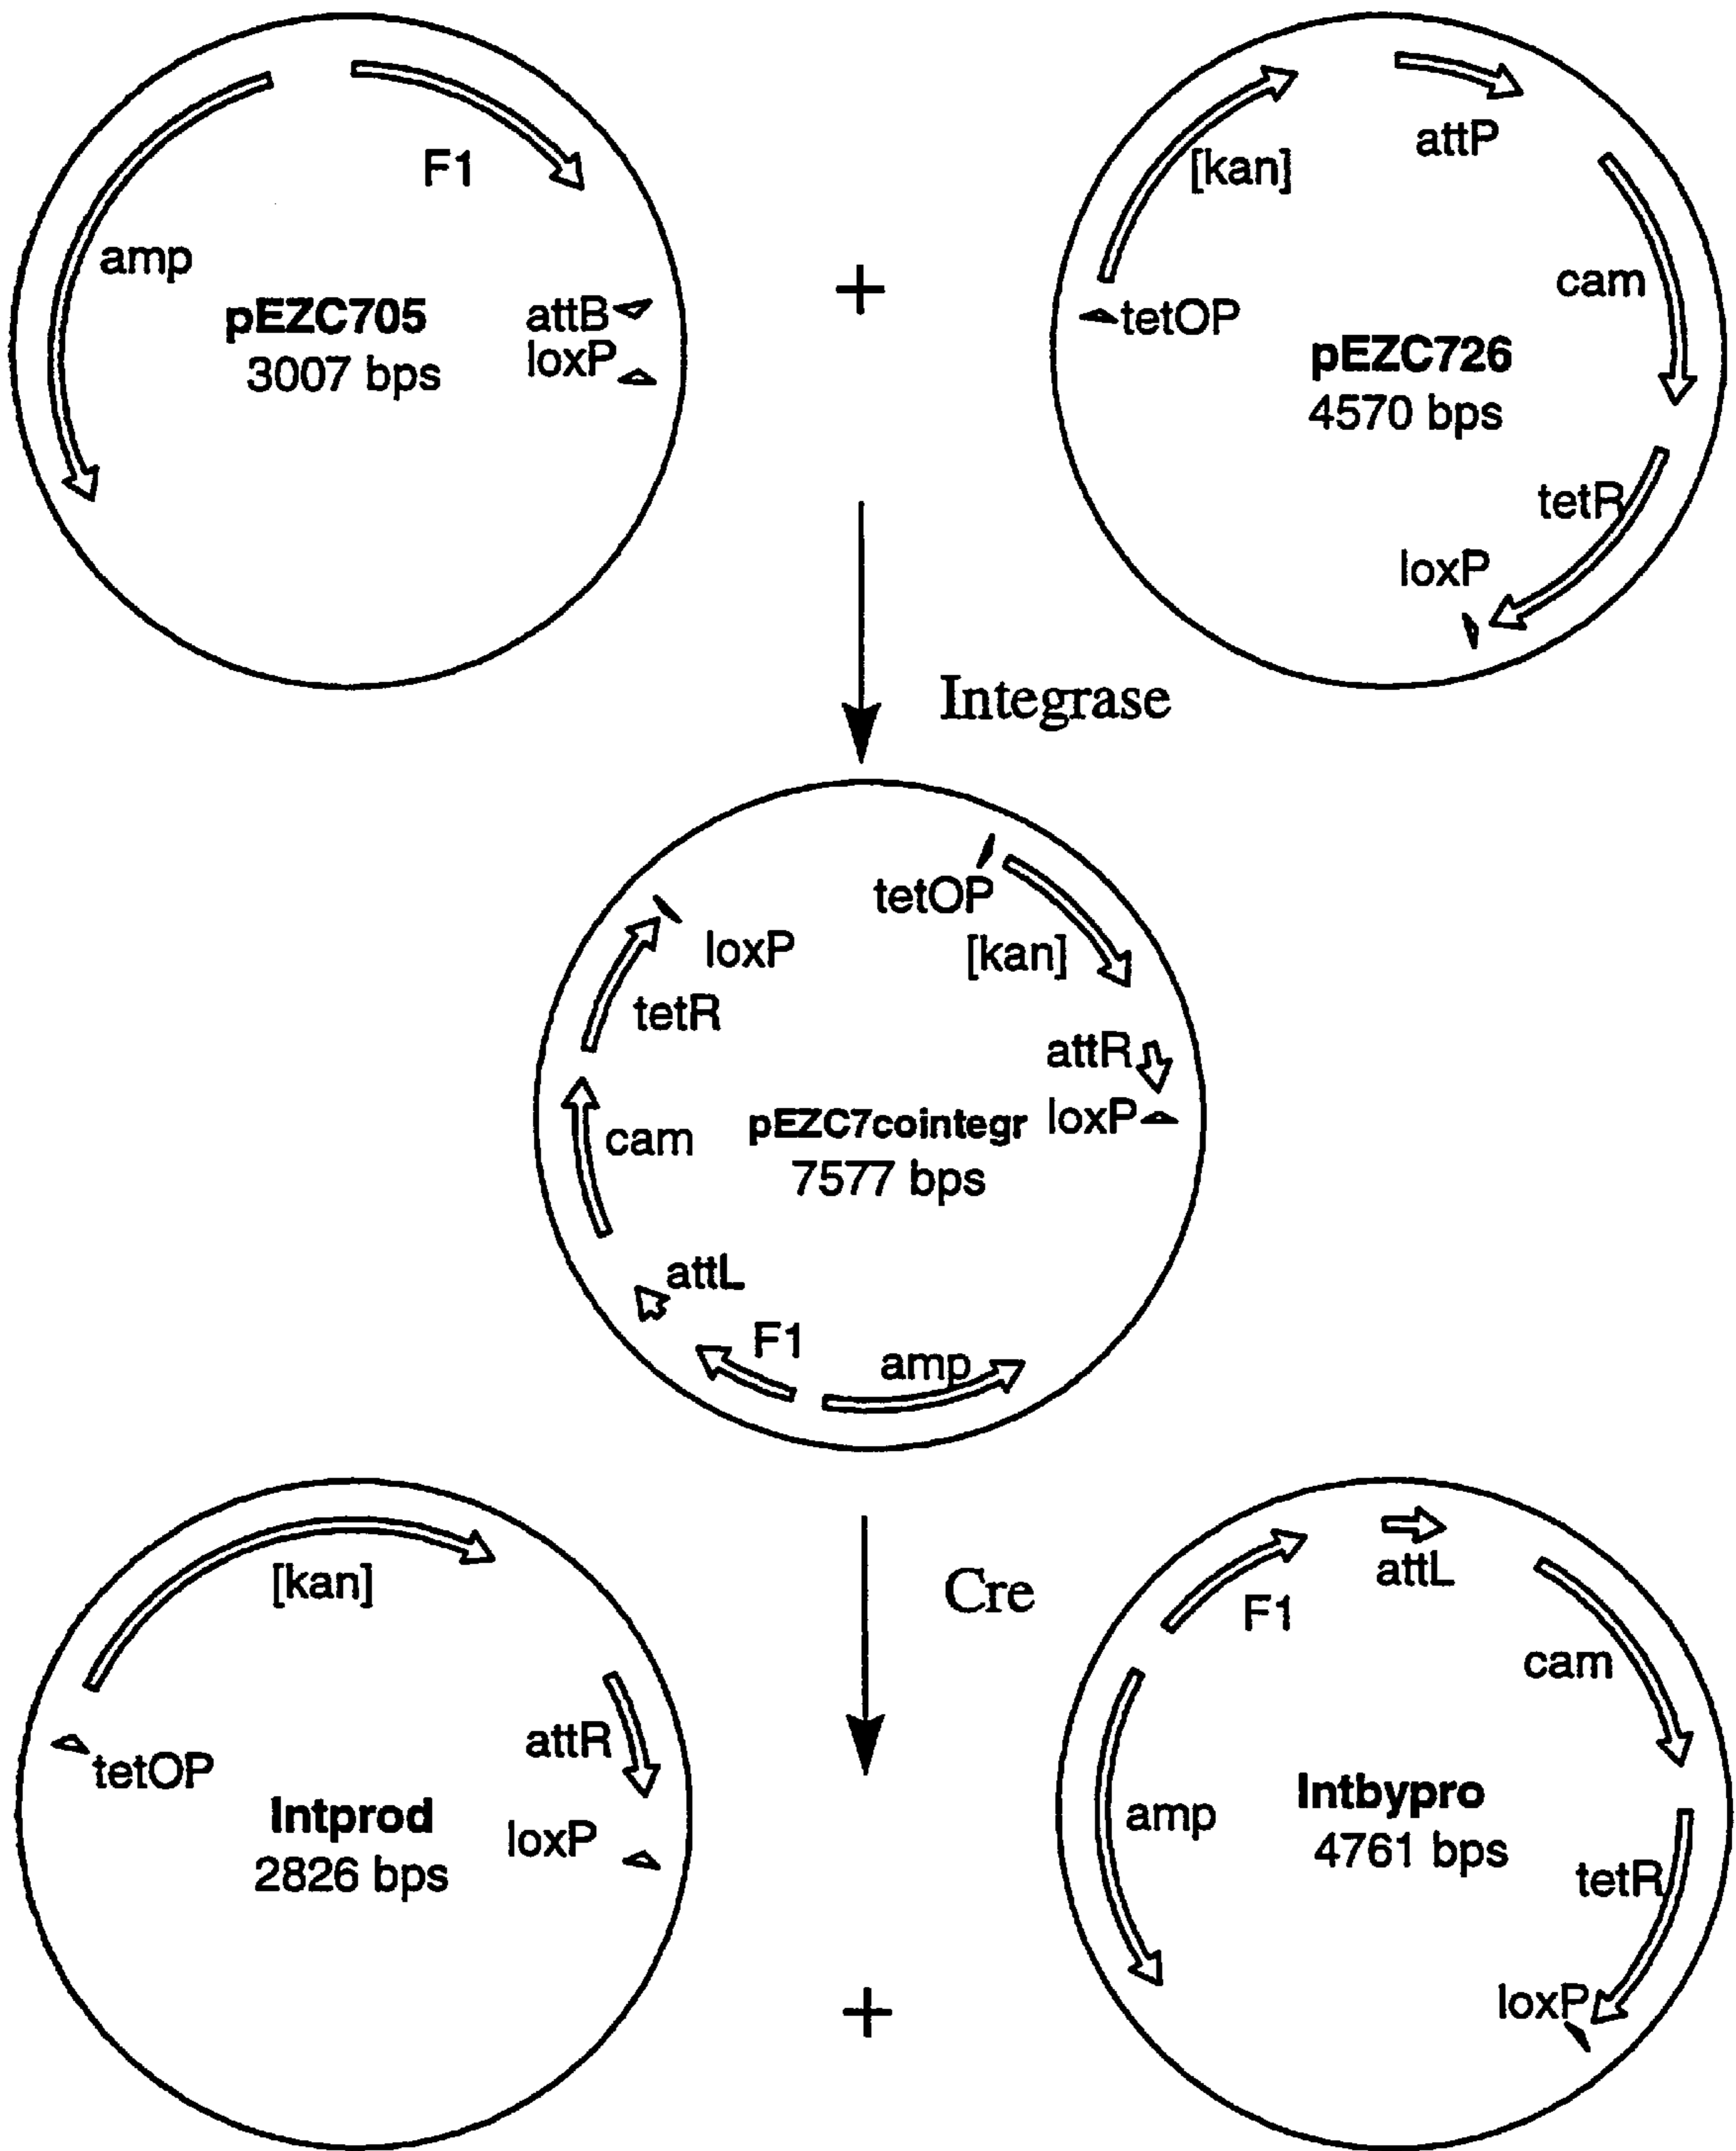 F1
amp
pEZC705
3007 bps
attB
loxP
+
attP
[kan]
cam
tetOP
pEZC726
4570 bps
tetR
loxP
Integrase
tetOP
[kan]
loxP
tetR
attR
loxP
cam
pEZC7cointegr
7577 bps
attL
F1
amp
Cre
[kan]
attR
tetOP
Intprod
2826 bps
loxP
+
attL
F1
cam
amp
Intbypro
4761 bps
tetR
loxP